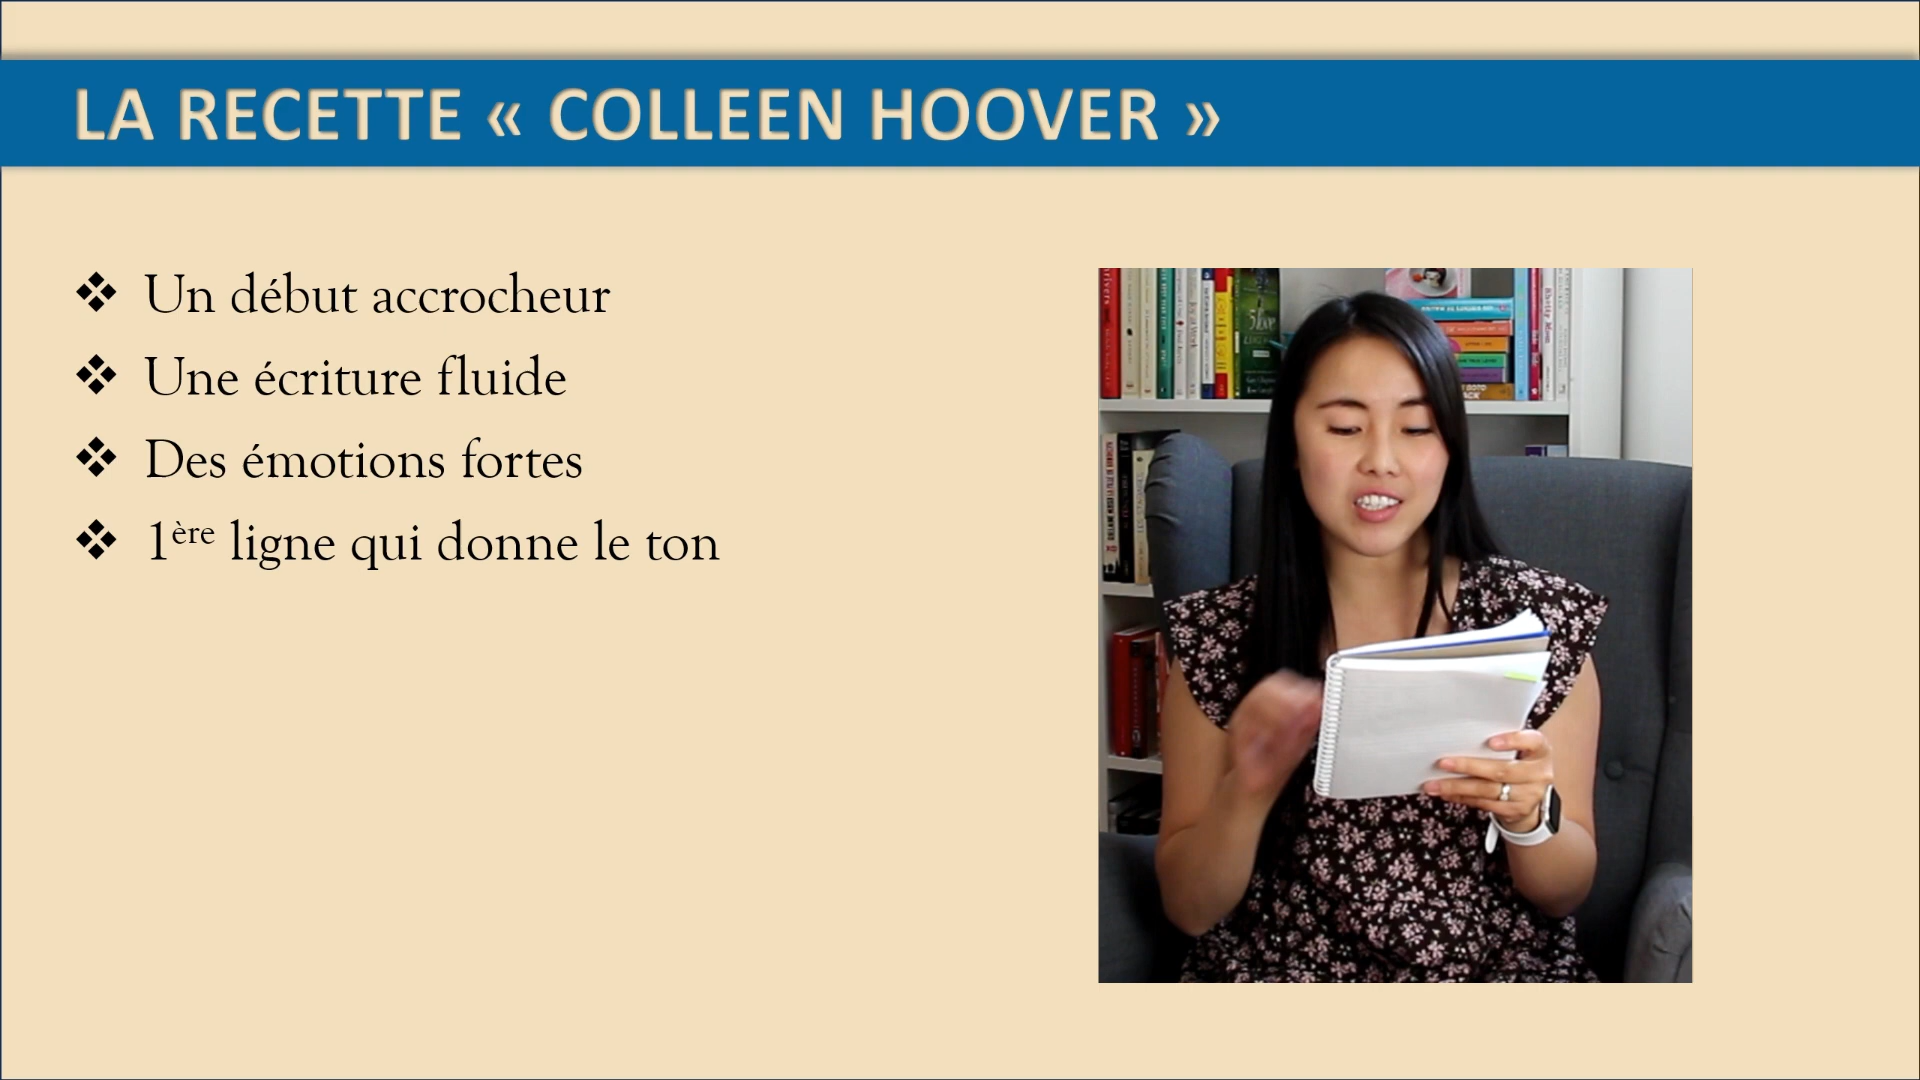 LA RECETTE « COLLEEN HOOVER »
❖ Un début accrocheur
❖ Une écriture fluide
❖ Des émotions fortes
❖ 1ère ligne qui donne le ton